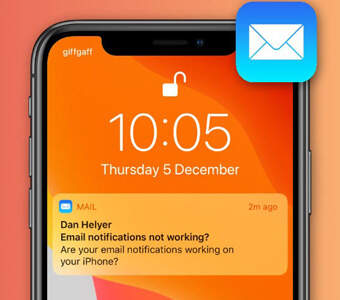 giffgaff
10:05
Thursday 5 December
MAIL 2m ago
Dan Helyer
Email notifications not working?
Are your email notifications working on
your iPhone?